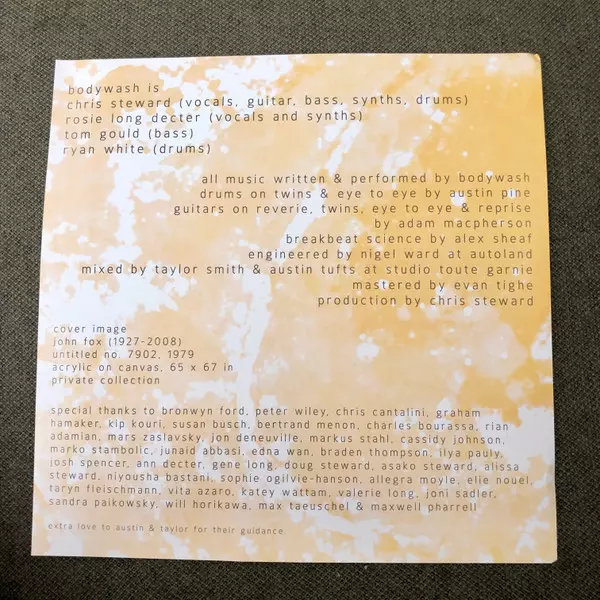 bodywash is
chris steward (vocals, guitar, bass, synths, drums)
rosie long decter (vocals and synths)
tom gould (bass)
ryan white (drums)
all music written & performed by bodywash
drums on twins & eye to eye by austin pine
guitars on reverie, twins, eye to eye & reprise
by adam macpherson
breakbeat science by alex sheaf
engineered by nigel ward at autoland
mixed by taylor smith & austin tufts at studio toute garnie
mastered by evan tighe
production by chris steward
cover image
john fox (1927-2008)
untitled no. 7902, 1979
acrylic on canvas, 65 x 67 in
private collection
special thanks to bronwyn ford, peter wiley, chris cantalini, graham
hamaker, kip kouri, susan busch, bertrand menon, charles bourassa, rian
adamian, mars zaslavsky, jon deneuville, markus stahl, cassidy johnson,
marko stambolic, junaid abbasi, edna wan, braden thompson, ilya pauly,
josh spencer, ann decter, gene long, doug steward, asako steward, alissa
steward, niyousha bastani, sophie ogilvie-hanson, allegra moyle, elie nouel,
taryn fleischmann, vita azaro, katey wattam, valerie long, joni sadler,
sandra paikowsky, will horikawa, max taeuschel & maxwell pharrell
extra love to austin & taylor for their guidance.